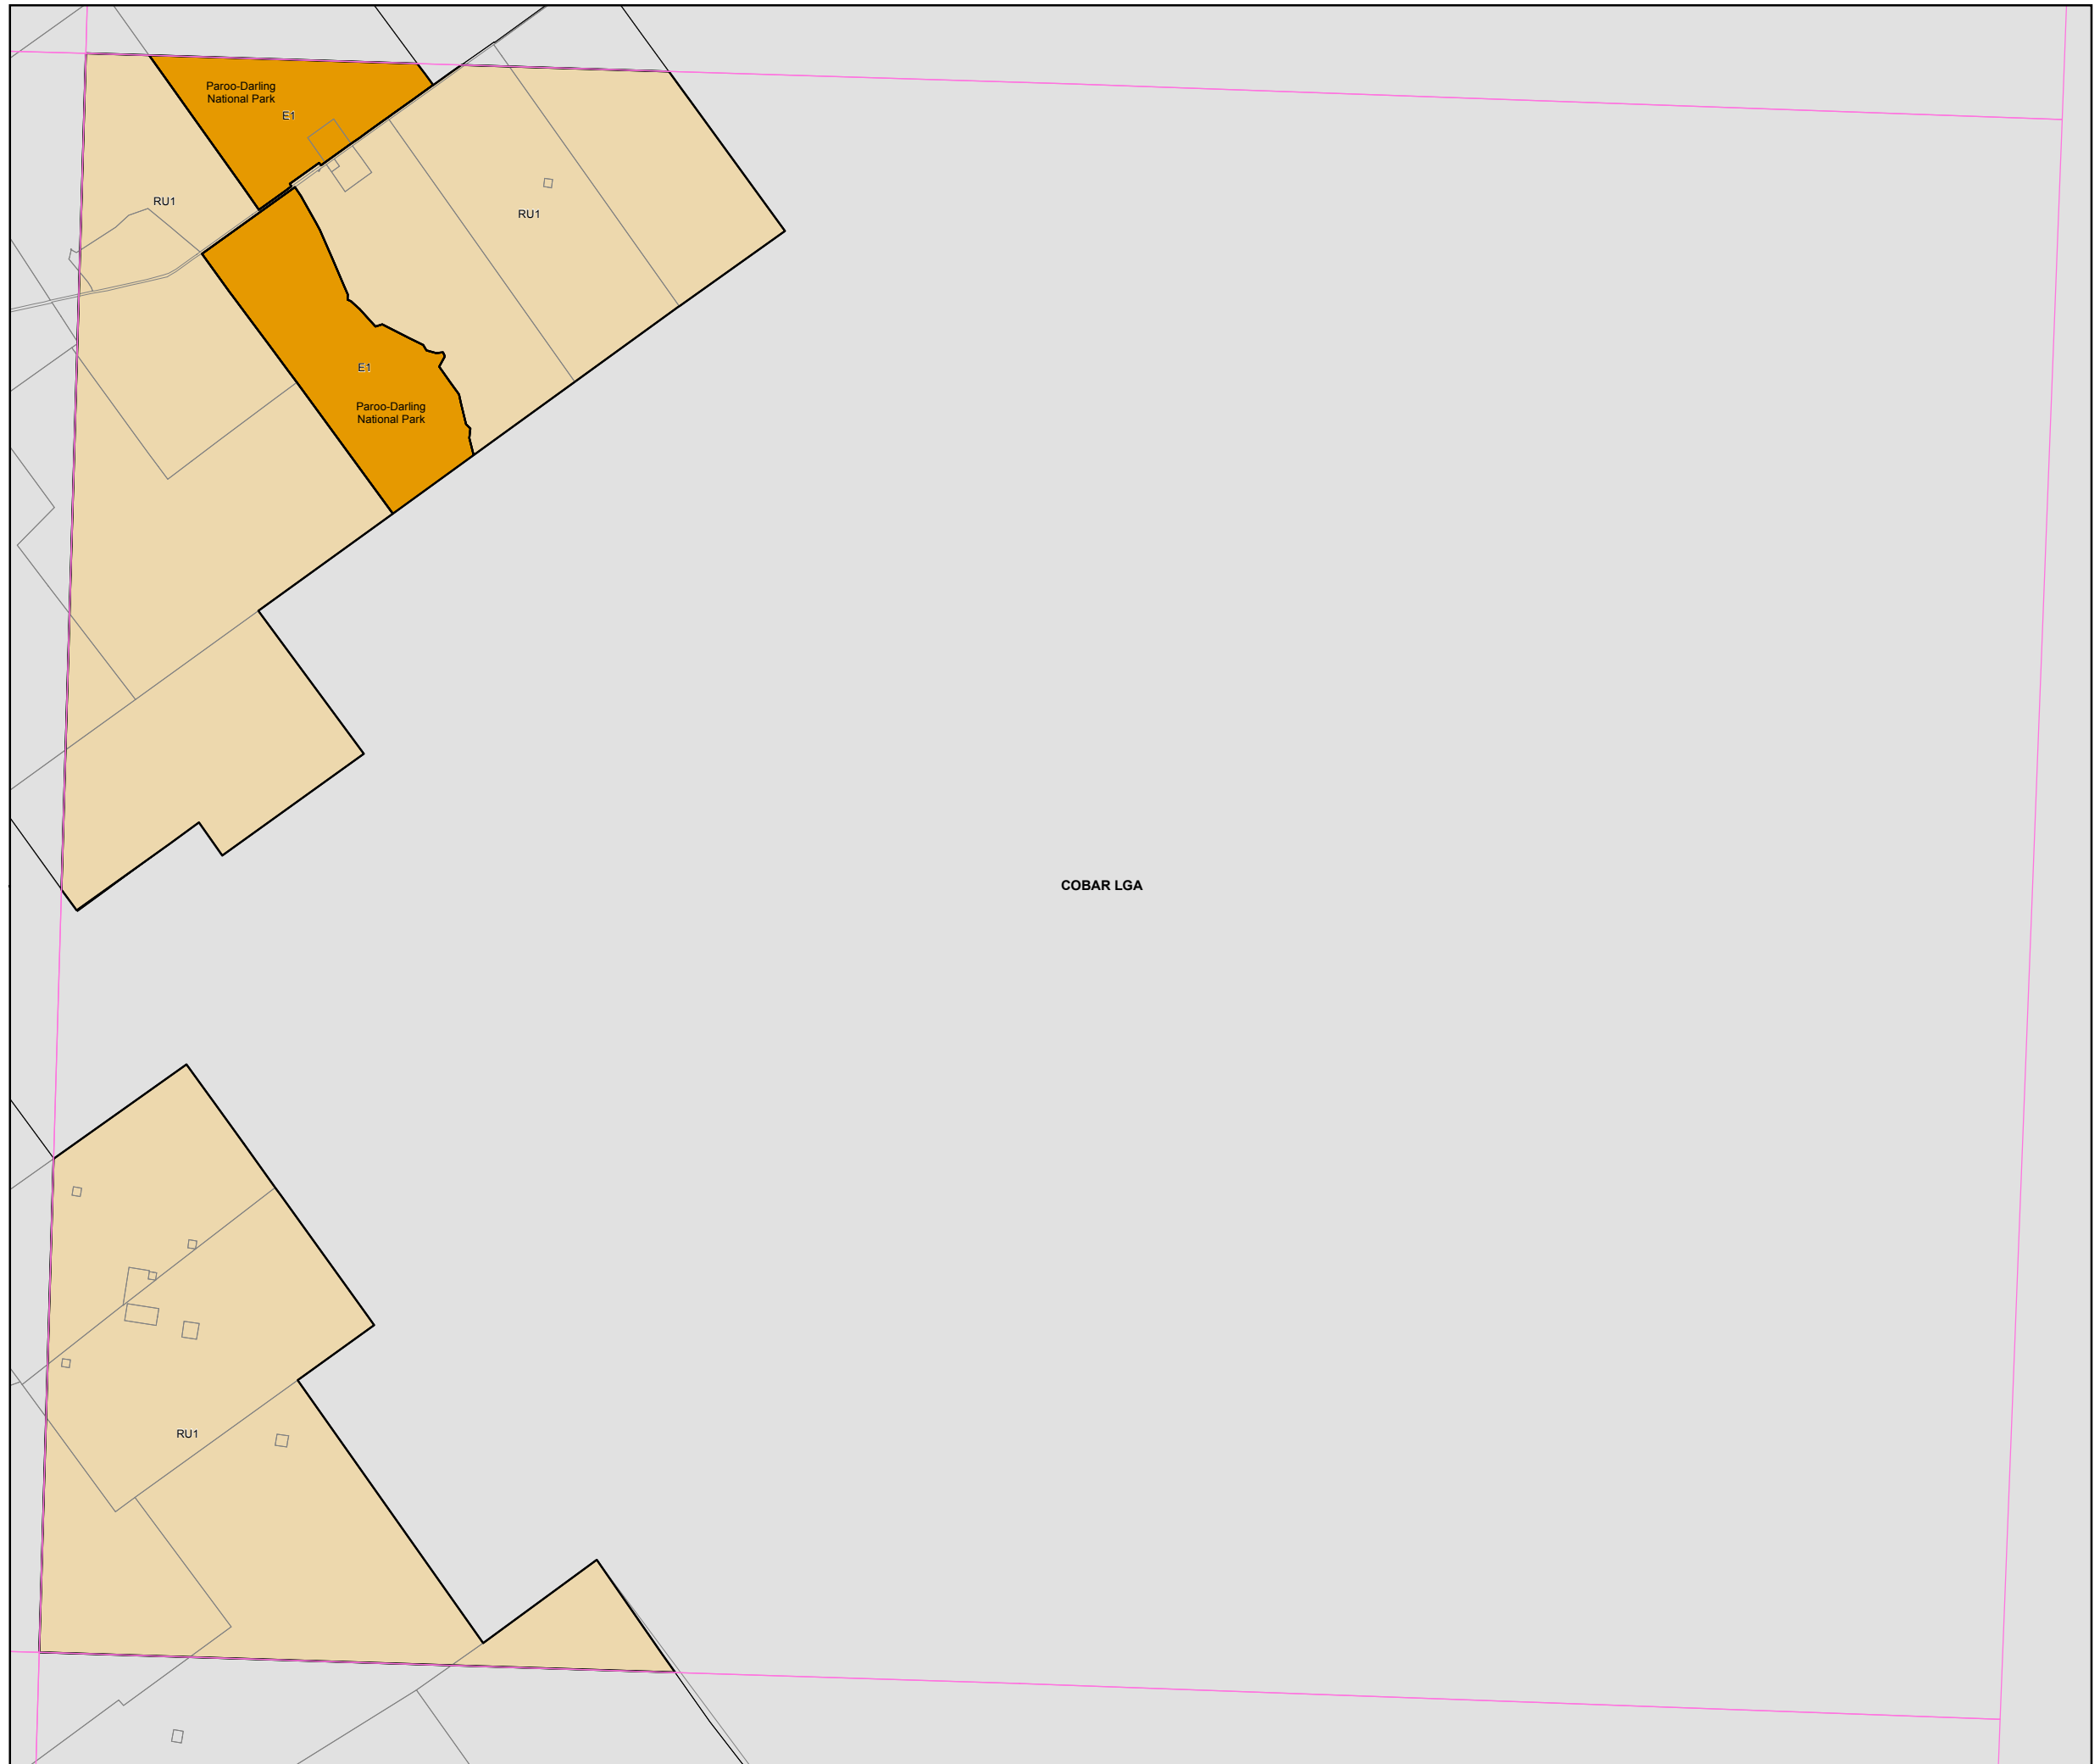 Paroo-Darling
National Park
E1
RU1
RU1
E1
Paroo-Darling
National Park
COBAR LGA
RU1